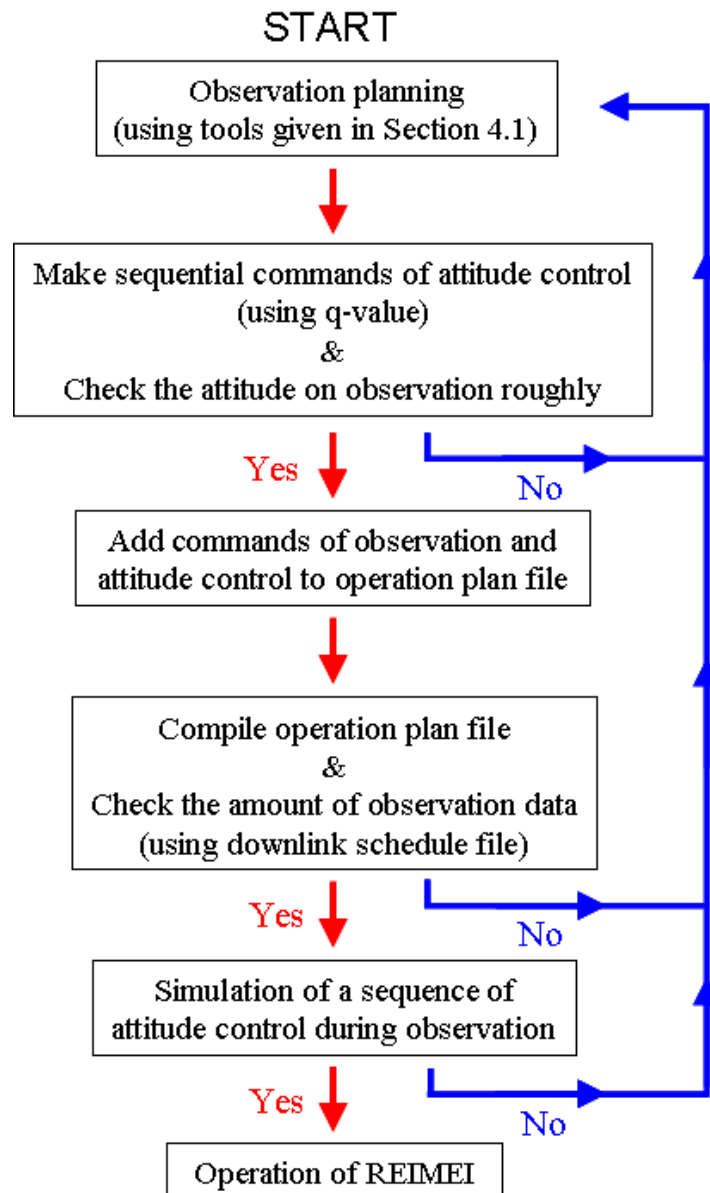 START
Observation planning
(using tools given in Section 4.1)
Make sequential commands of attitude control
(using q-value)
&
Check the attitude on observation roughly
Yes
No
Add commands of observation and
attitude control to operation plan file
Compile operation plan file
&
Check the amount of observation data
(using downlink schedule file)
Yes
No
Simulation of a sequence of
attitude control during observation
Yes
No
Operation of REIMEI